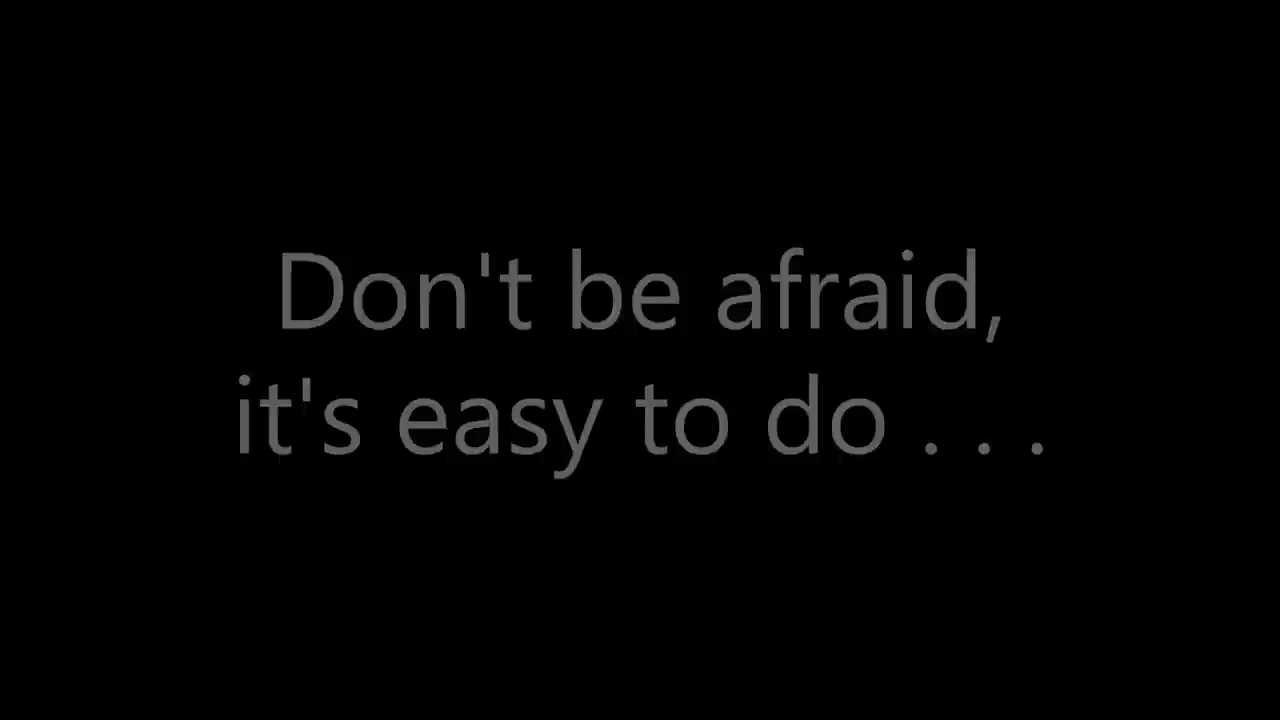 Don't be afraid,
it's easy to do . . .